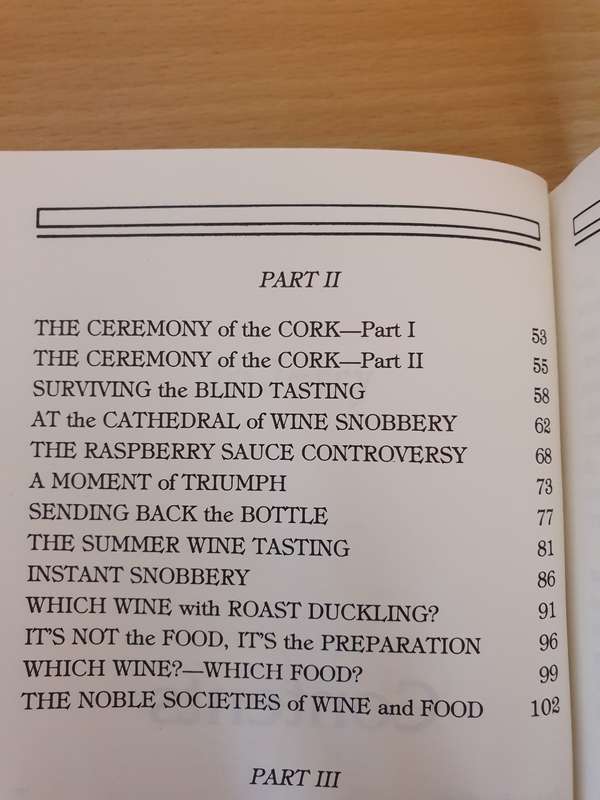 PART II
THE CEREMONY of the CORK—Part I 53
THE CEREMONY of the CORK—Part II 55
SURVIVING the BLIND TASTING 58
AT the CATHEDRAL of WINE SNOBBERY 62
THE RASPBERRY SAUCE CONTROVERSY 68
A MOMENT of TRIUMPH 73
SENDING BACK the BOTTLE 77
THE SUMMER WINE TASTING 81
INSTANT SNOBBERY 86
WHICH WINE with ROAST DUCKLING? 91
IT'S NOT the FOOD, IT'S the PREPARATION 96
WHICH WINE?—WHICH FOOD? 99
THE NOBLE SOCIETIES of WINE and FOOD 102
PART III